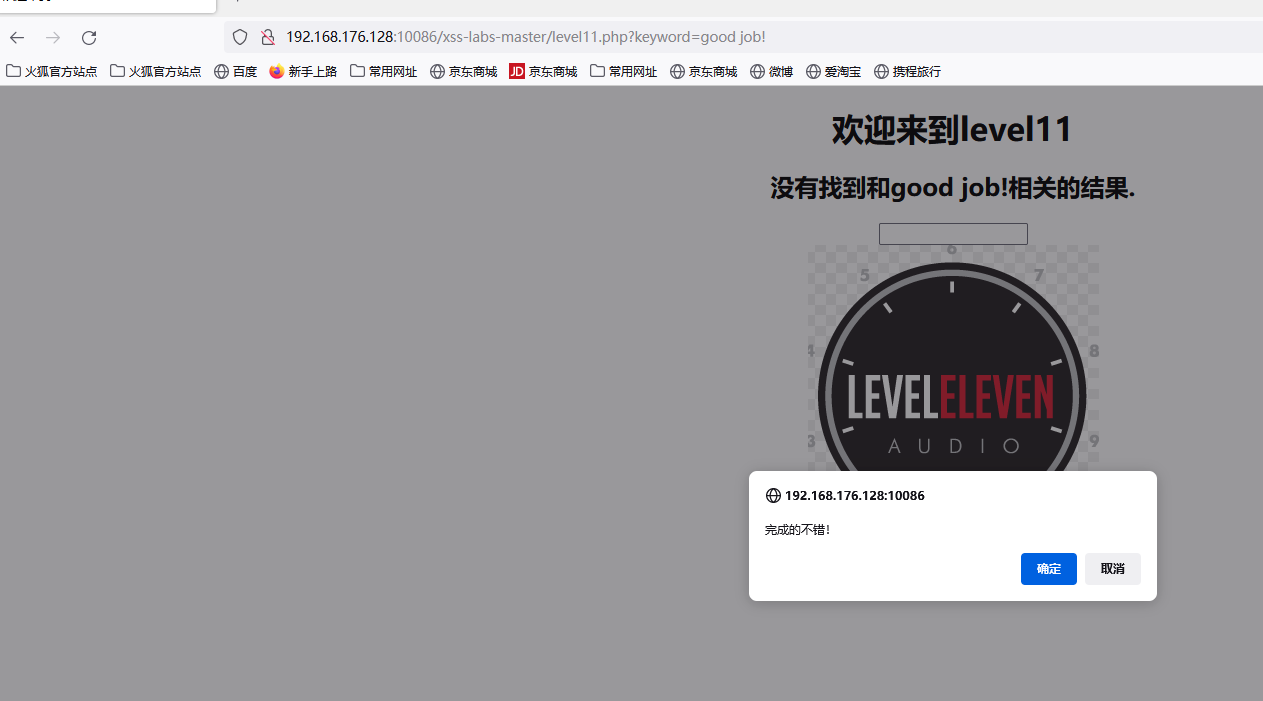 192.168.176.128:10086/xss-labs-master/level11.php?keyword=good job!
火狐官方站点 火狐官方站点 百度 新手上路 常用网址 京东商城 JD 京东商城 常用网址 京东商城 微博 爱淘宝 携程旅行
欢迎来到level11
没有找到和good job!相关的结果.
6
5 7
4 8
LEVELELEVEN
3 9
AUDIO
192.168.176.128:10086
完成的不错！
确定 取消